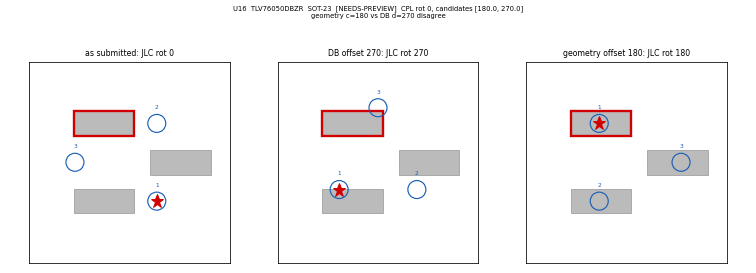 U16 TLV76050DBZR SOT-23 [NEEDS-PREVIEW] CPL rot 0, candidates [180.0, 270.0]
geometry c=180 vs DB d=270 disagree
as submitted: JLC rot 0
DB offset 270: JLC rot 270
geometry offset 180: JLC rot 180
2
3
1
3
1
2
1
3
2